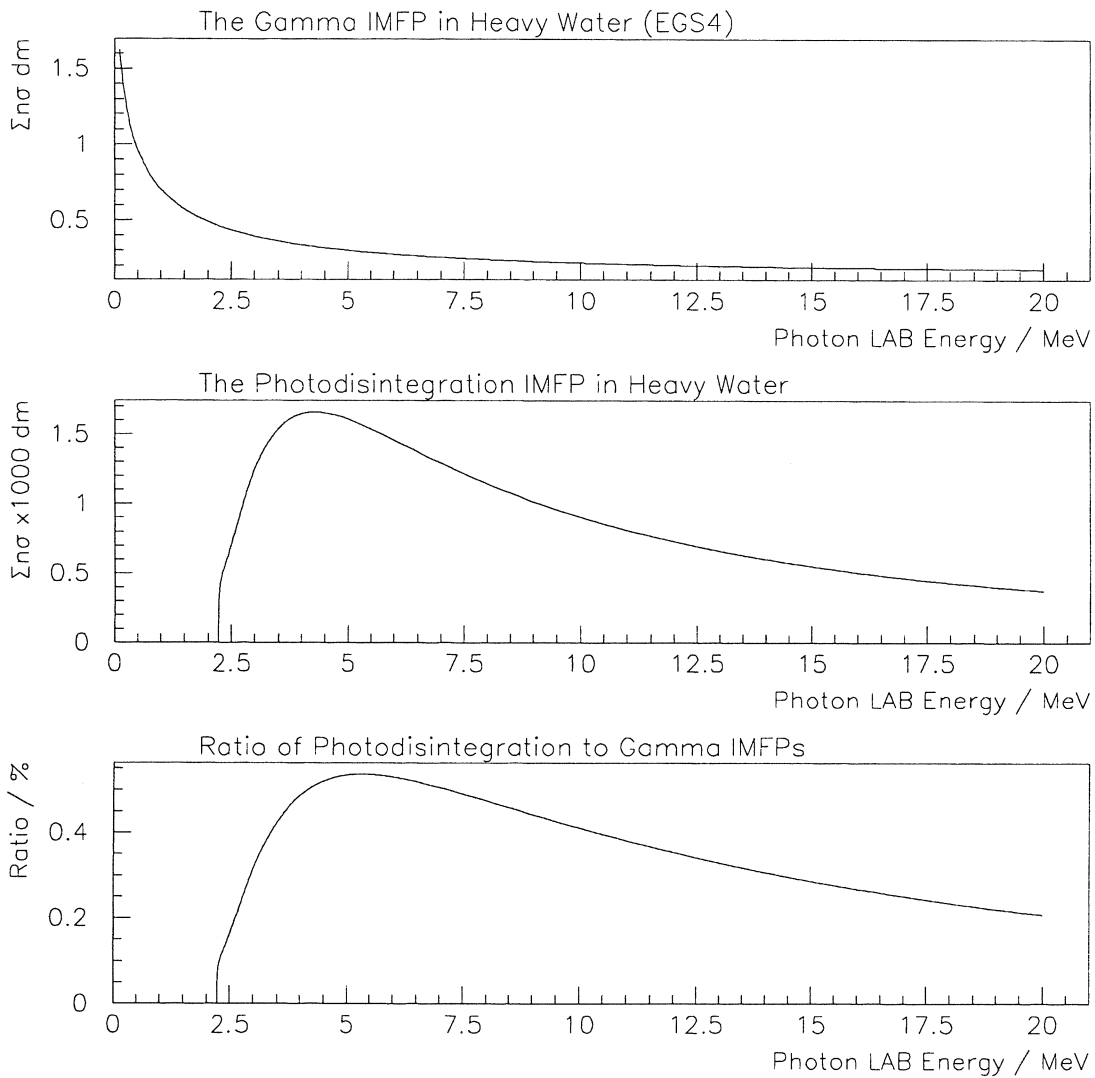 The Gamma IMFP in Heavy Water (EGS4)
Σnσ dm
1.5
1
0.5
0 2.5 5 7.5 10 12.5 15 17.5 20
Photon LAB Energy / MeV
The Photodisintegration IMFP in Heavy Water
Σnσ x1000 dm
1.5
1
0.5
0
0 2.5 5 7.5 10 12.5 15 17.5 20
Photon LAB Energy / MeV
Ratio of Photodisintegration to Gamma IMFPs
Ratio / %
0.4
0.2
0
0 2.5 5 7.5 10 12.5 15 17.5 20
Photon LAB Energy / MeV